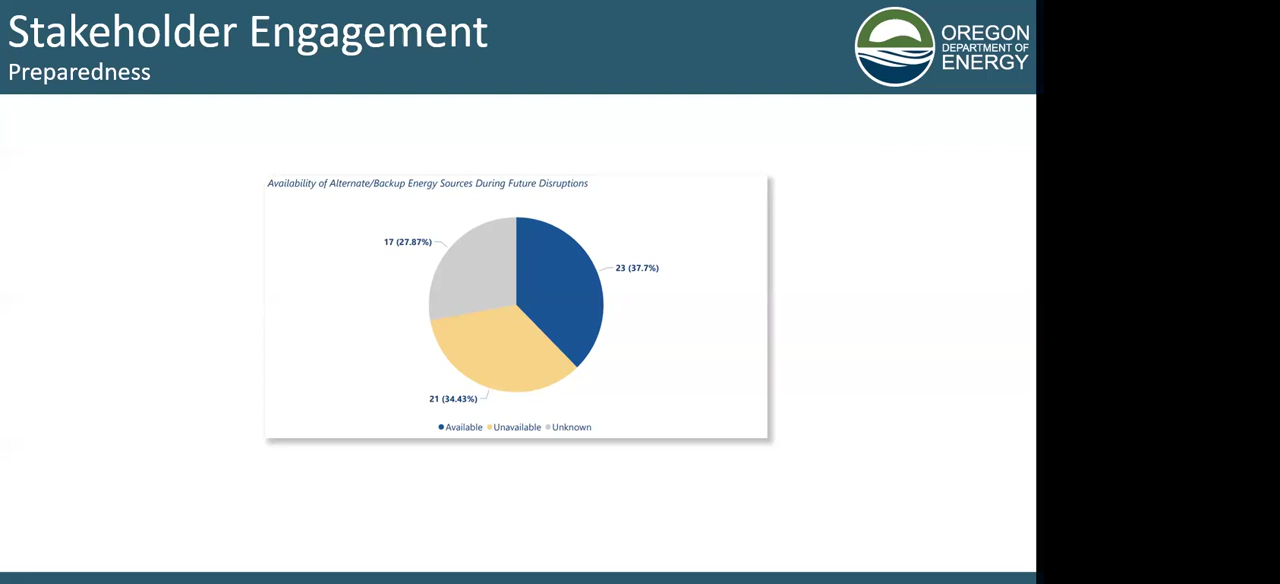 Stakeholder Engagement
Preparedness
OREGON
DEPARTMENT OF
ENERGY
Availability of Alternate/Backup Energy Sources During Future Disruptions
17 (27.87%)
23 (37.7%)
21 (34.43%)
Available Unavailable Unknown